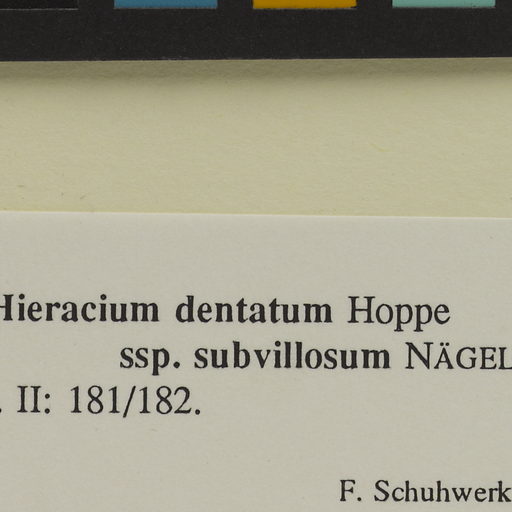 Hieracium dentatum Hoppe
ssp. subvillosum NÄGEL
. II: 181/182.
F. Schuhwerk